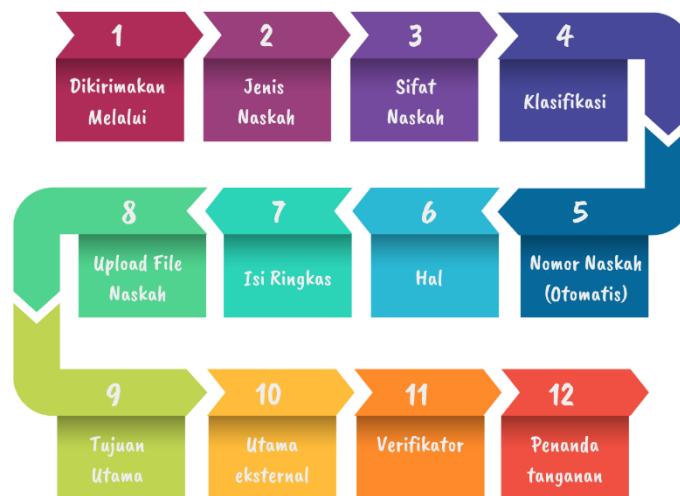 1
Dikirimakan
Melalui
2
Jenis
Naskah
3
Sifat
Naskah
4
Klasifikasi
5
Nomor Naskah
(Otomatis)
6
Hal
7
Isi Ringkas
8
Upload File
Naskah
9
Tujuan
Utama
10
Utama
eksternal
11
Verifikator
12
Penanda
tanganan